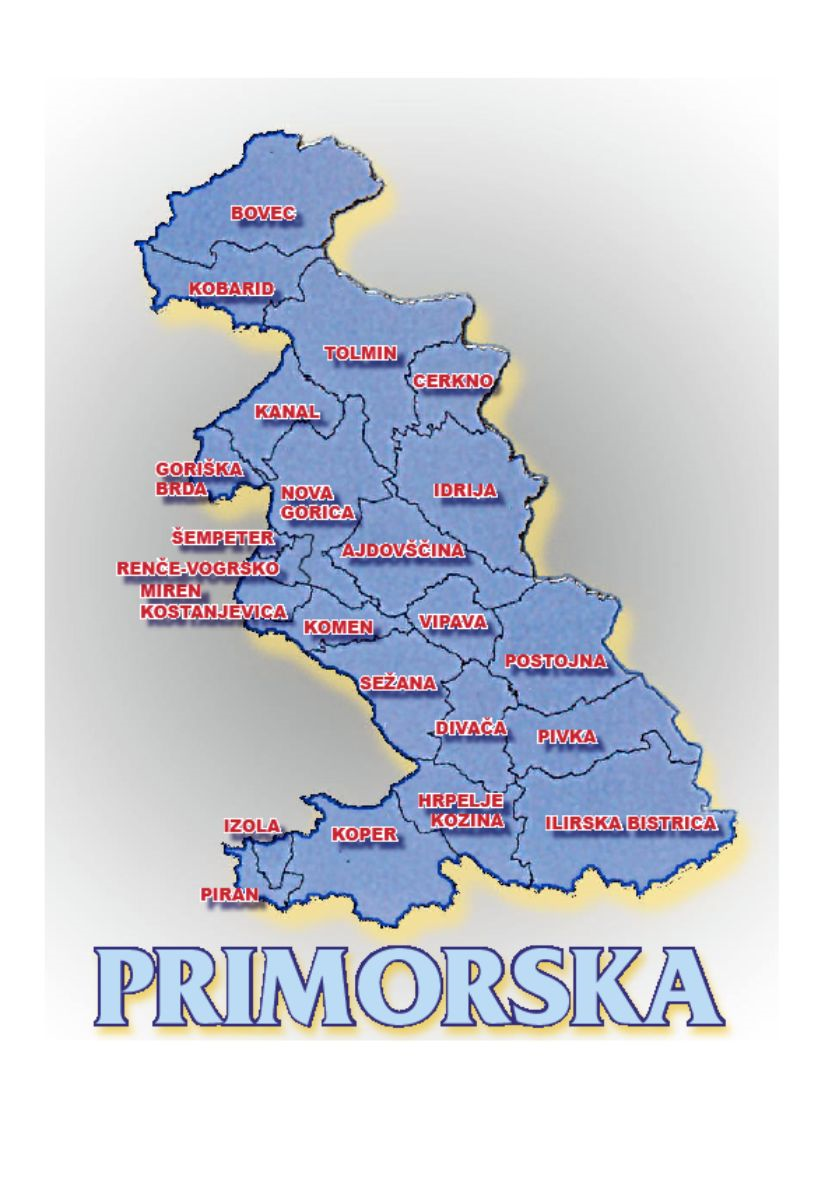 BOVEC
KOBARID
TOLMIN
CERKNO
KANAL
GORIŠKA
BRDA
NOVA
GORICA
IDRIJA
ŠEMPETER
AJDOVŠČINA
RENČE-VOGRSKO
MIREN
KOSTANJEVICA
KOMEN
VIPAVA
POSTOJNA
SEŽANA
DIVAČA
PIVKA
HRPELJE
KOZINA
IZOLA
KOPER
ILIRSKA BISTRICA
PIRAN
PRIMORSKA